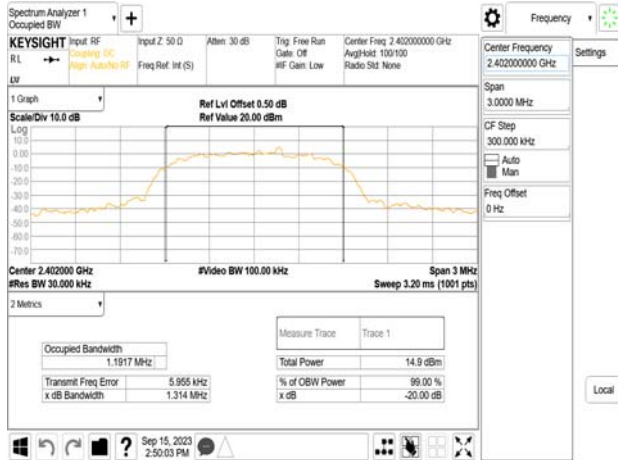 Spectrum Analyzer 1
Occupied BW
Frequency
KEYSIGHT
RL
Input: RF
Coupling: DC
Align: Auto/No RF
Input Z: 50 Ω
Freq Ref: Int (S)
Atten: 30 dB
Trig: Free Run
Gate: Off
#IF Gain: Low
Center Freq: 2.402000000 GHz
Avg|Hold: 100/100
Radio Std: None
Center Frequency
2.402000000 GHz
Settings
Span
3.0000 MHz
CF Step
300.000 kHz
Auto
Man
Freq Offset
0 Hz
1 Graph
Scale/Div 10.0 dB
Ref Lvl Offset 0.50 dB
Ref Value 20.00 dBm
Log
10.0
0.00
-10.0
-20.0
-30.0
-40.0
-50.0
-60.0
-70.0
Center 2.402000 GHz
#Video BW 100.00 kHz
Span 3 MHz
#Res BW 30.000 kHz
Sweep 3.20 ms (1001 pts)
2 Metrics
Measure Trace
Trace 1
Occupied Bandwidth
1.1917 MHz
Total Power
14.9 dBm
Transmit Freq Error
5.955 kHz
% of OBW Power
99.00 %
x dB Bandwidth
1.314 MHz
x dB
-20.00 dB
Local
?
Sep 15, 2023
2:50:03 PM